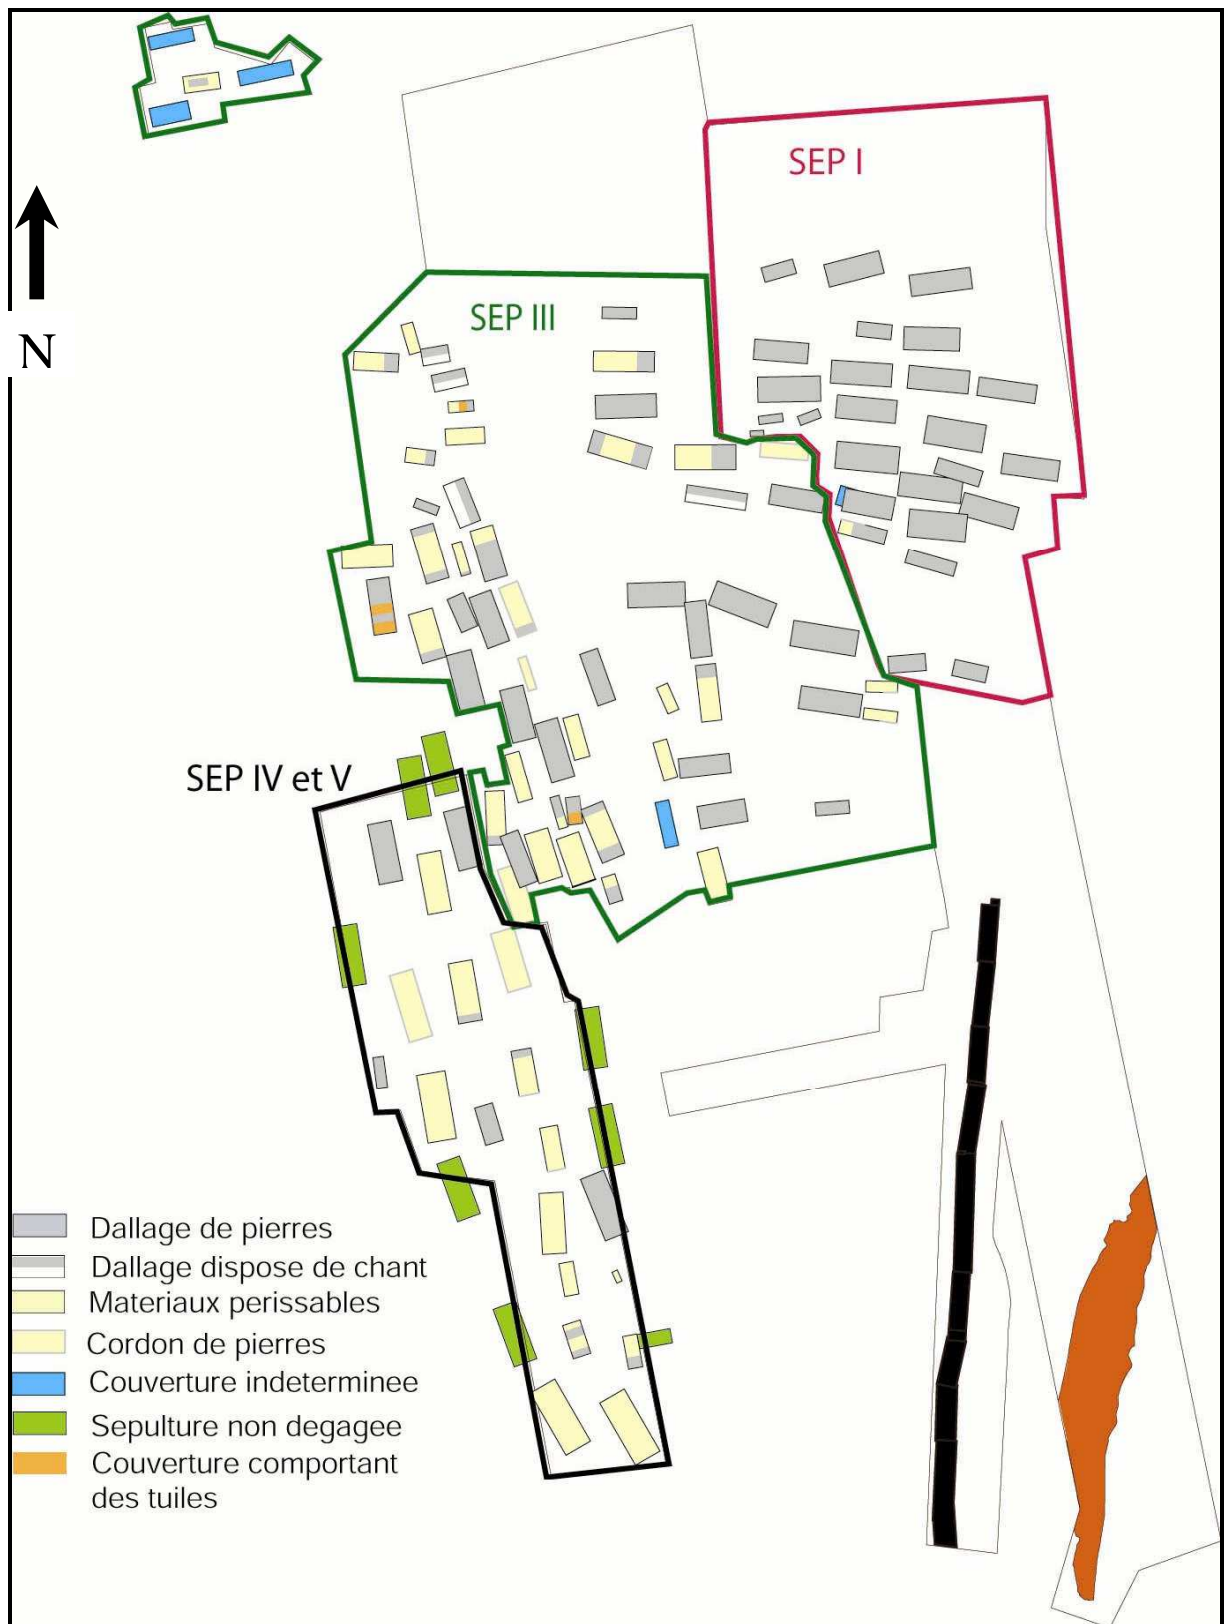 SEP I
N
SEP III
SEP IV et V
Dallage de pierres
Dallage dispose de chant
Materiaux perissables
Cordon de pierres
Couverture indeterminee
Sepulture non degagee
Couverture comportant
des tuiles